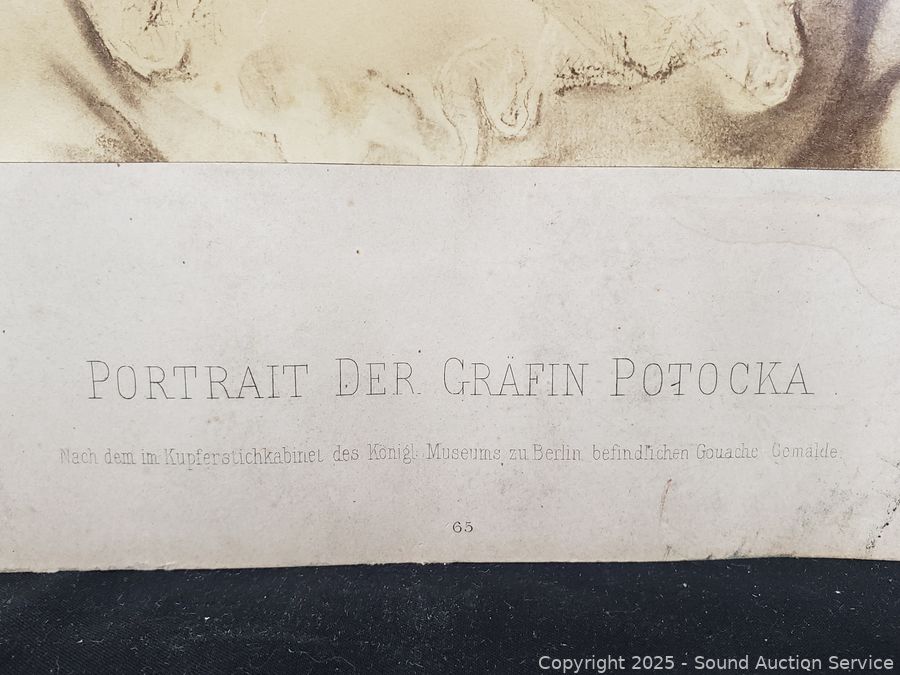 PORTRAIT DER GRÄFIN POTOCKA
Nach dem im Kupferstichkabinet des Königl. Museums zu Berlin befindlichen Gouache Gemälde.
65
Copyright 2025 - Sound Auction Service